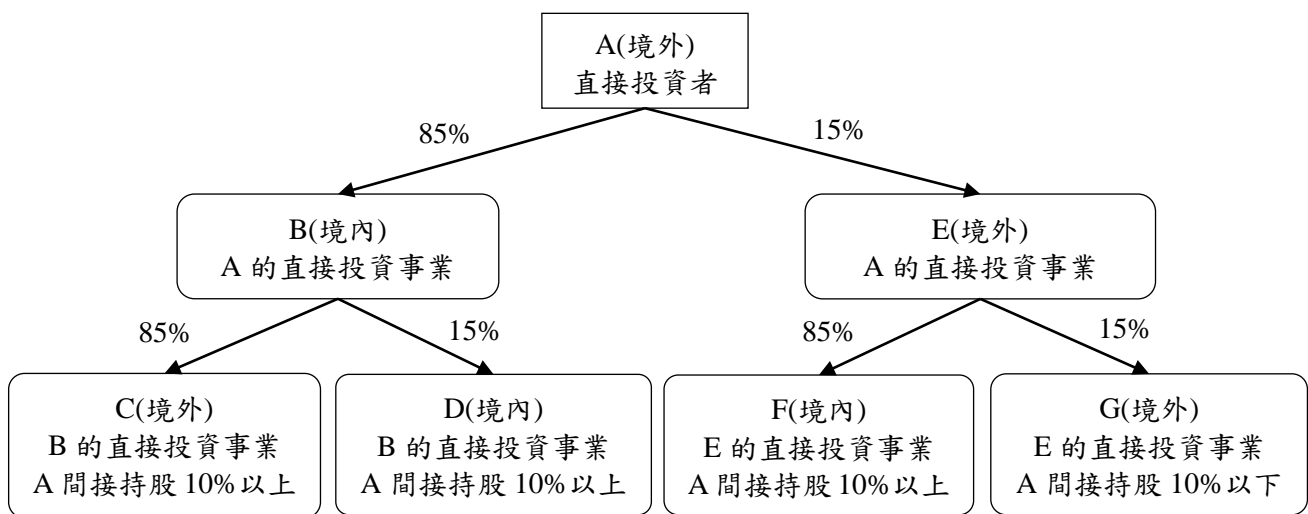 A(境外)
直接投資者
85%
15%
B(境內)
A 的直接投資事業
E(境外)
A 的直接投資事業
85%
15%
85%
15%
C(境外)
B 的直接投資事業
A 間接持股 10%以上
D(境內)
B 的直接投資事業
A 間接持股 10%以上
F(境內)
E 的直接投資事業
A 間接持股 10%以上
G(境外)
E 的直接投資事業
A 間接持股 10%以下